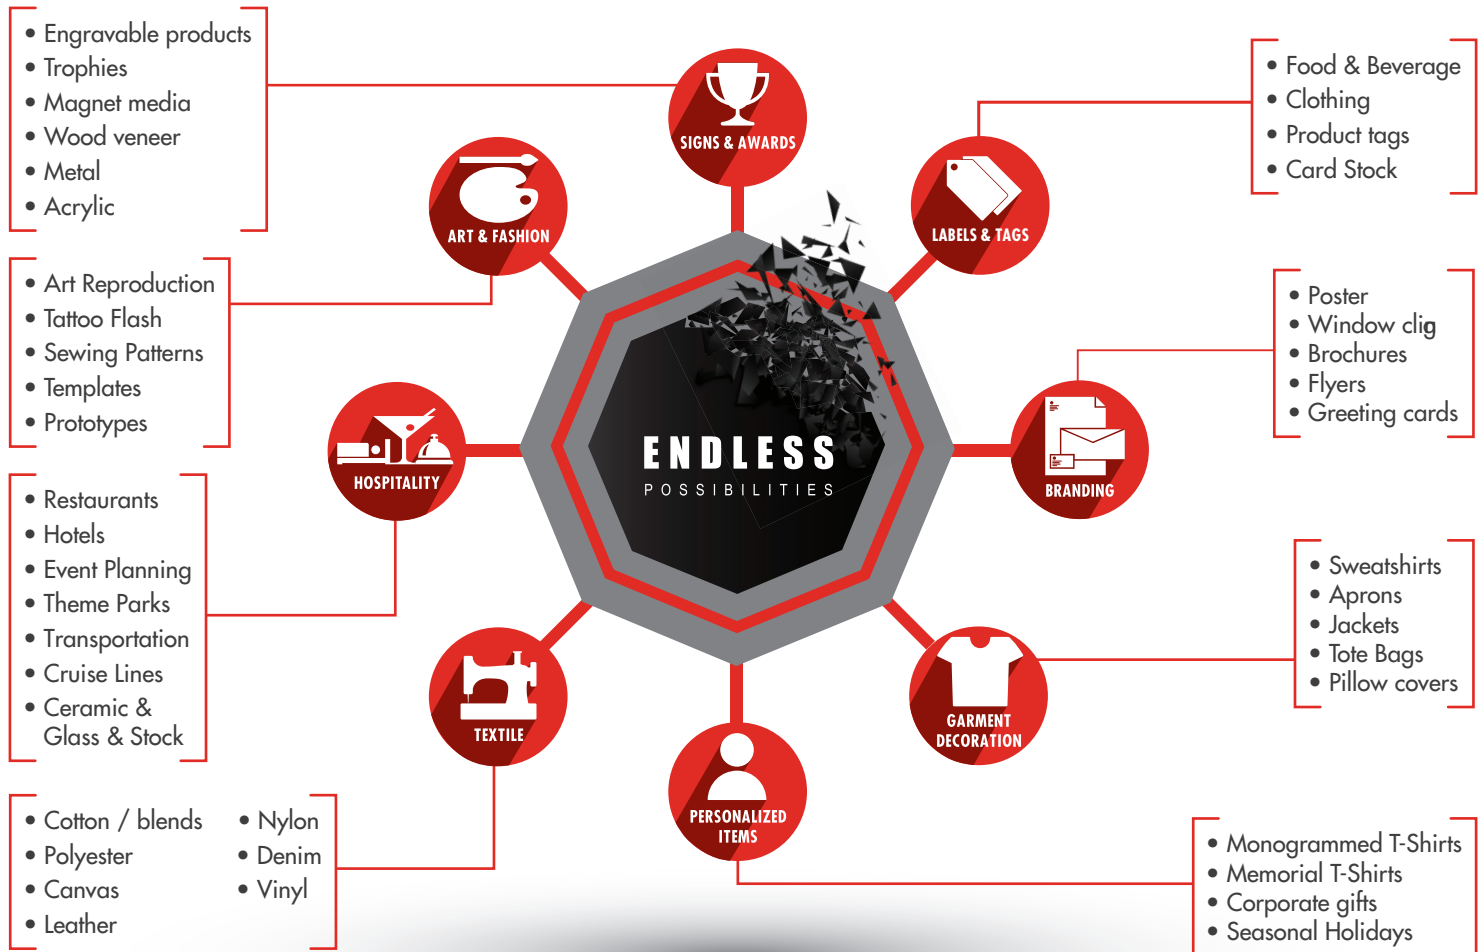 • Engravable products
• Trophies
• Magnet media
• Wood veneer
• Metal
• Acrylic
SIGNS & AWARDS
• Food & Beverage
• Clothing
• Product tags
• Card Stock
LABELS & TAGS
ART & FASHION
• Art Reproduction
• Tattoo Flash
• Sewing Patterns
• Templates
• Prototypes
• Poster
• Window clig
• Brochures
• Flyers
• Greeting cards
BRANDING
ENDLESS
POSSIBILITIES
HOSPITALITY
• Restaurants
• Hotels
• Event Planning
• Theme Parks
• Transportation
• Cruise Lines
• Ceramic &
Glass & Stock
• Sweatshirts
• Aprons
• Jackets
• Tote Bags
• Pillow covers
GARMENT
DECORATION
TEXTILE
• Cotton / blends
• Polyester
• Canvas
• Leather
• Nylon
• Denim
• Vinyl
PERSONALIZED
ITEMS
• Monogrammed T-Shirts
• Memorial T-Shirts
• Corporate gifts
• Seasonal Holidays